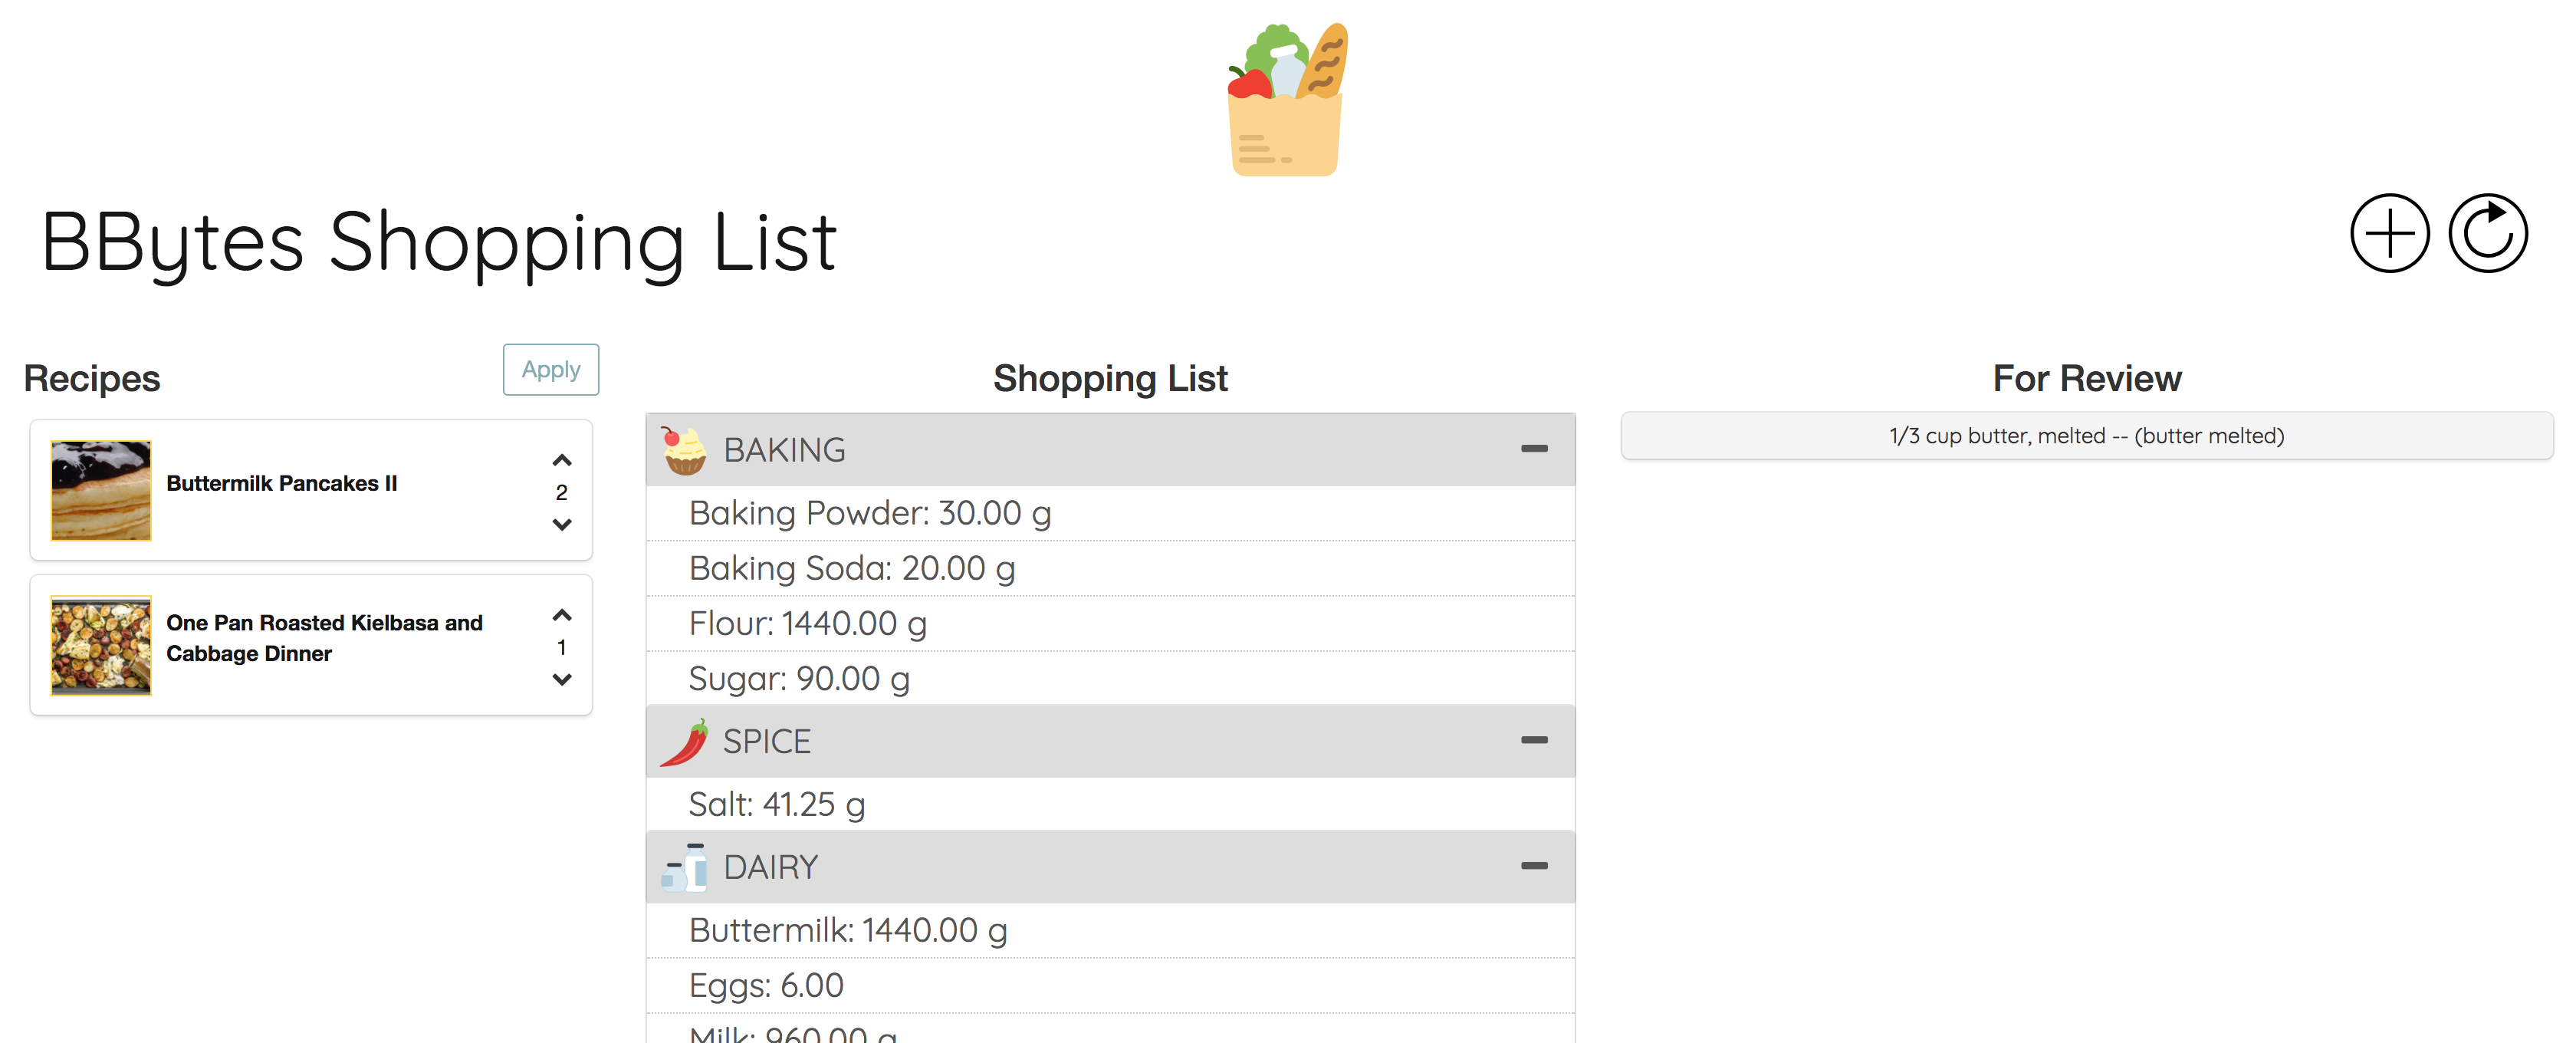 BBytes Shopping List
Recipes
Apply
Buttermilk Pancakes II
2
One Pan Roasted Kielbasa and
Cabbage Dinner
1
Shopping List
BAKING
Baking Powder: 30.00 g
Baking Soda: 20.00 g
Flour: 1440.00 g
Sugar: 90.00 g
SPICE
Salt: 41.25 g
DAIRY
Buttermilk: 1440.00 g
Eggs: 6.00
Milk: 960.00 g
For Review
1/3 cup butter, melted -- (butter melted)